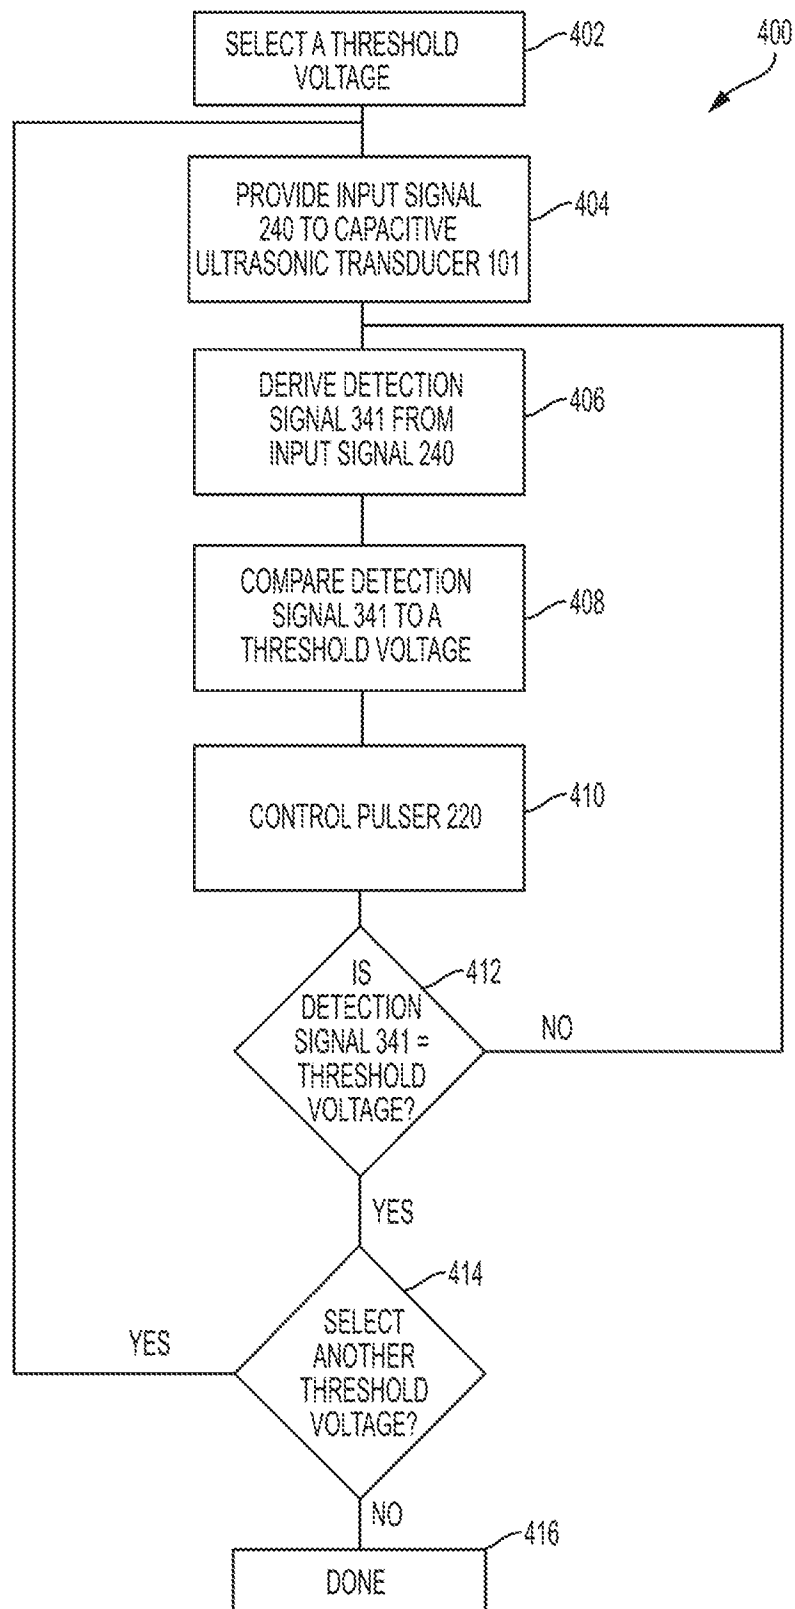 SELECT A THRESHOLD
VOLTAGE
402
400
PROVIDE INPUT SIGNAL
240 TO CAPACITIVE
ULTRASONIC TRANSDUCER 101
404
DERIVE DETECTION
SIGNAL 341 FROM
INPUT SIGNAL 240
406
COMPARE DETECTION
SIGNAL 341 TO A
THRESHOLD VOLTAGE
408
CONTROL PULSER 220
410
IS
DETECTION
SIGNAL 341 =
THRESHOLD
VOLTAGE?
412
NO
YES
414
SELECT
ANOTHER
THRESHOLD
VOLTAGE?
YES
NO
416
DONE